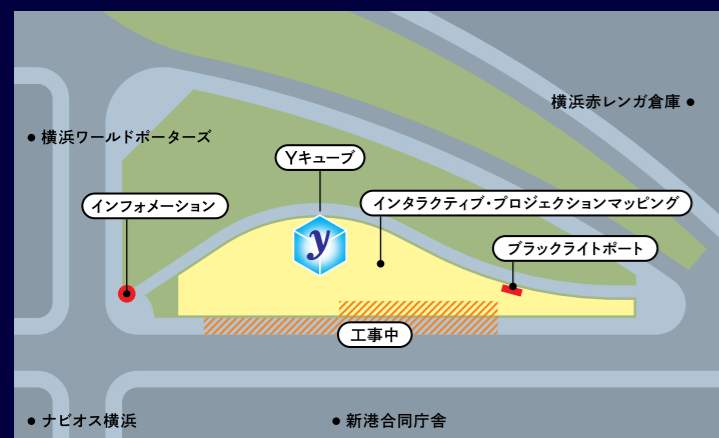 横浜赤レンガ倉庫
横浜ワールドポーターズ
Yキューブ
インフォメーション
インタラクティブ・プロジェクションマッピング
y
ブラックライトポート
工事中
ナビオス横浜
新港合同庁舎